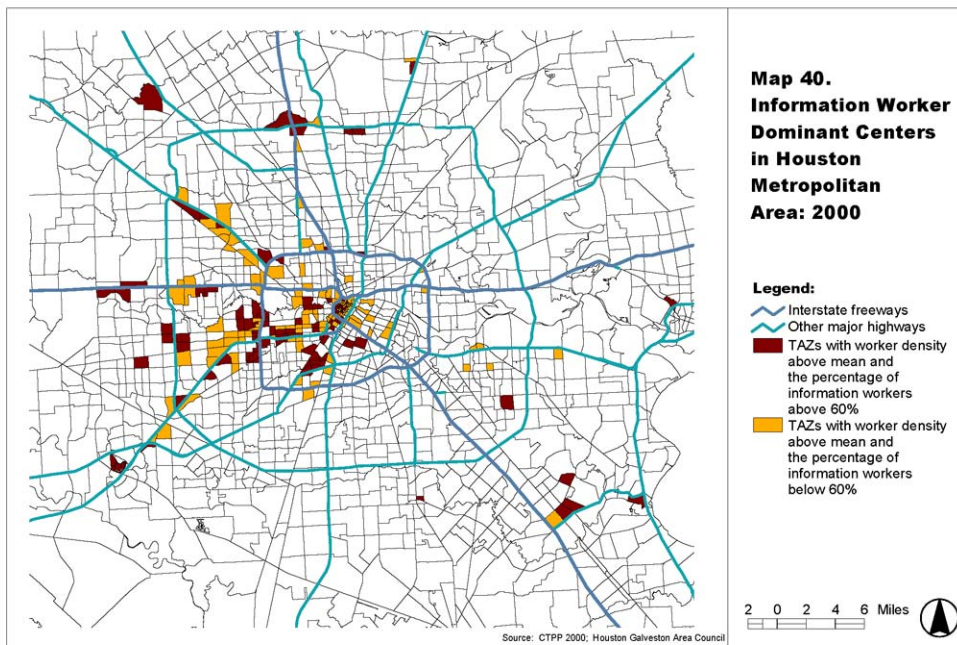 Map 40.
Information Worker
Dominant Centers
in Houston
Metropolitan
Area: 2000
Legend:
Interstate freeways
Other major highways
TAZs with worker density
above mean and
the percentage of
information workers
above 60%
TAZs with worker density
above mean and
the percentage of
information workers
below 60%
2 0 2 4 6 Miles
Source: CTPP 2000; Houston Galveston Area Council